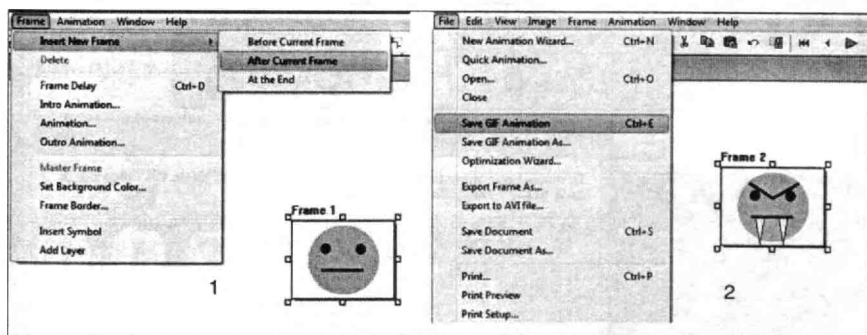 Frame Animation Window Help
Insert New Frame
Delete
Frame Delay Ctrl+D
Intro Animation...
Animation...
Outro Animation...
Master Frame
Set Background Color...
Frame Border...
Insert Symbol
Add Layer
Before Current Frame
After Current Frame
At the End
Frame 1
1
File Edit View Image Frame Animation Window Help
New Animation Wizard... Ctrl+N
Quick Animation...
Open... Ctrl+O
Close
Save GIF Animation Ctrl+E
Save GIF Animation As...
Optimization Wizard...
Export Frame As...
Export to AVI file...
Save Document Ctrl+S
Save Document As...
Print... Ctrl+P
Print Preview
Print Setup...
Frame 2
2